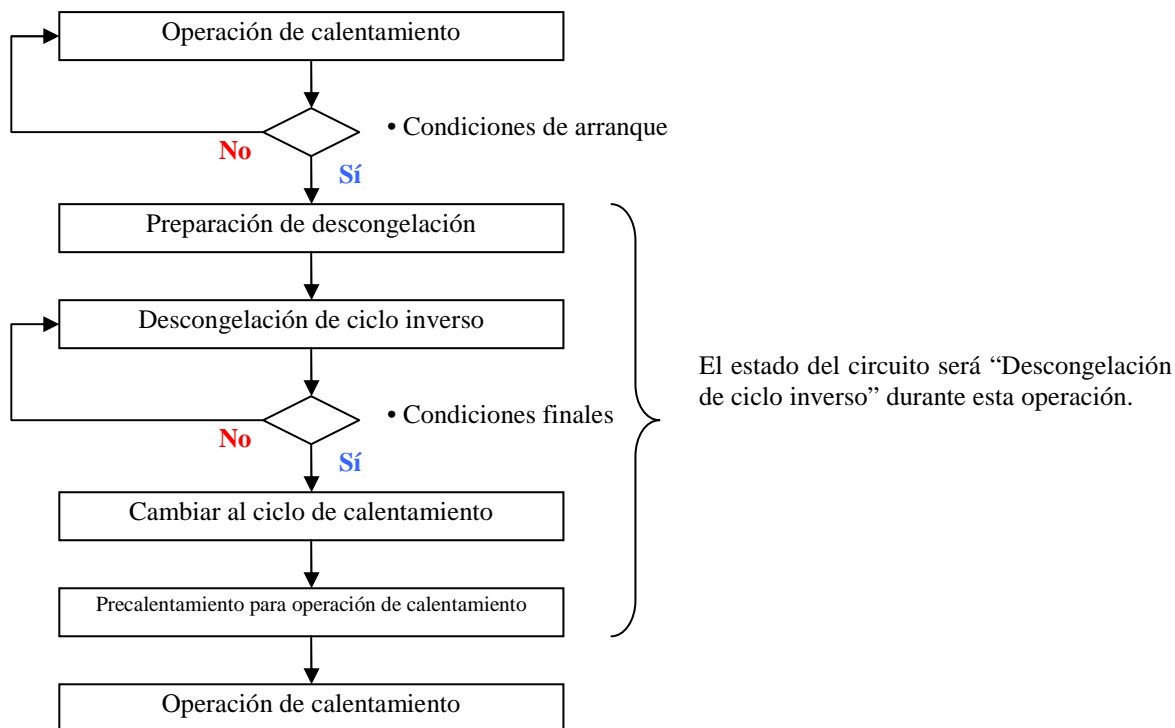 Operación de calentamiento
• Condiciones de arranque
No
Sí
Preparación de descongelación
Descongelación de ciclo inverso
El estado del circuito será “Descongelación
de ciclo inverso” durante esta operación.
• Condiciones finales
No
Sí
Cambiar al ciclo de calentamiento
Precalentamiento para operación de calentamiento
Operación de calentamiento